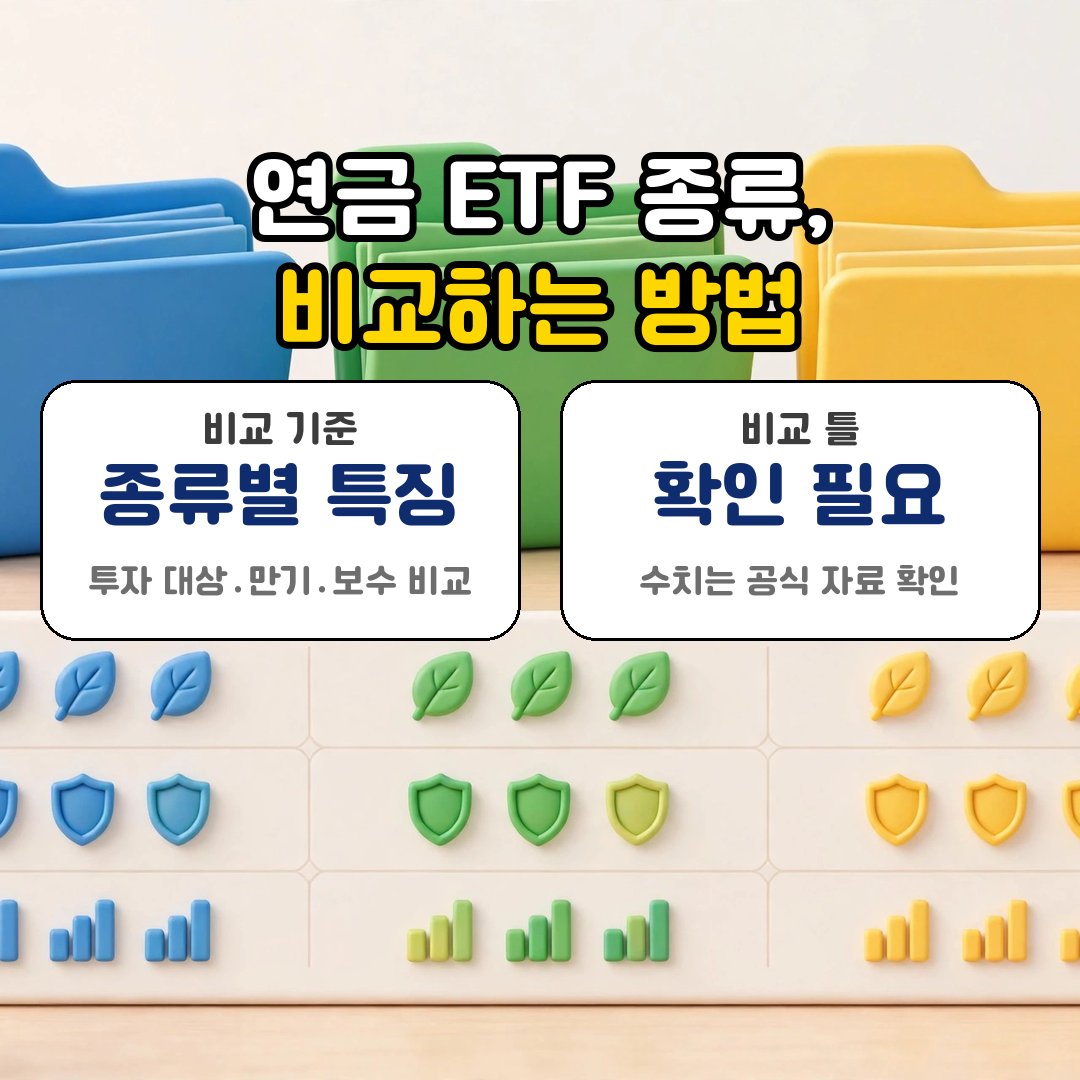 연금 ETF 종류,
비교하는 방법
비교 기준
종류별 특징
투자 대상·만기·보수 비교
비교 틀
확인 필요
수치는 공식 자료 확인